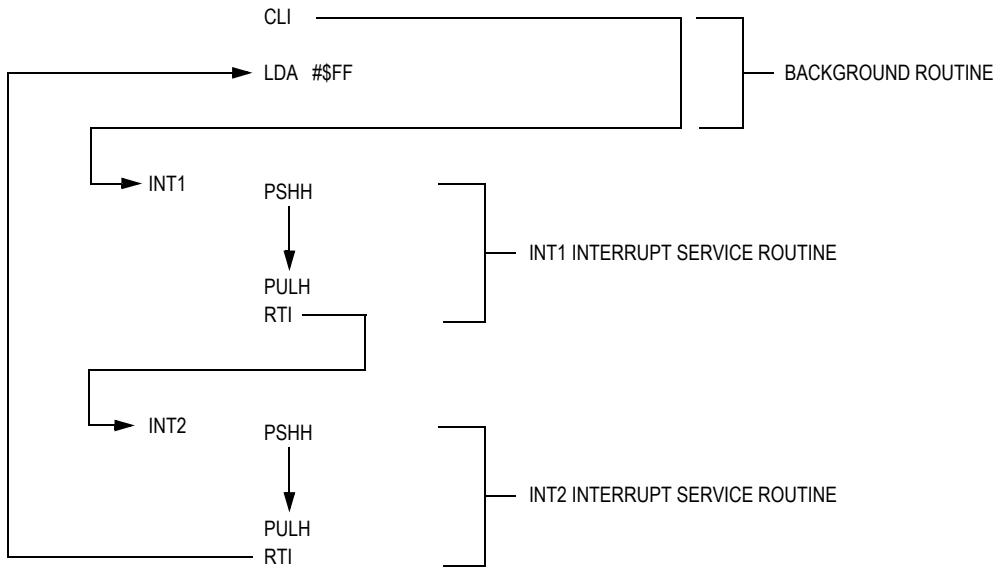 CLI
LDA #$FF
BACKGROUND ROUTINE
INT1
PSHH
INT1 INTERRUPT SERVICE ROUTINE
PULH
RTI
INT2
PSHH
INT2 INTERRUPT SERVICE ROUTINE
PULH
RTI